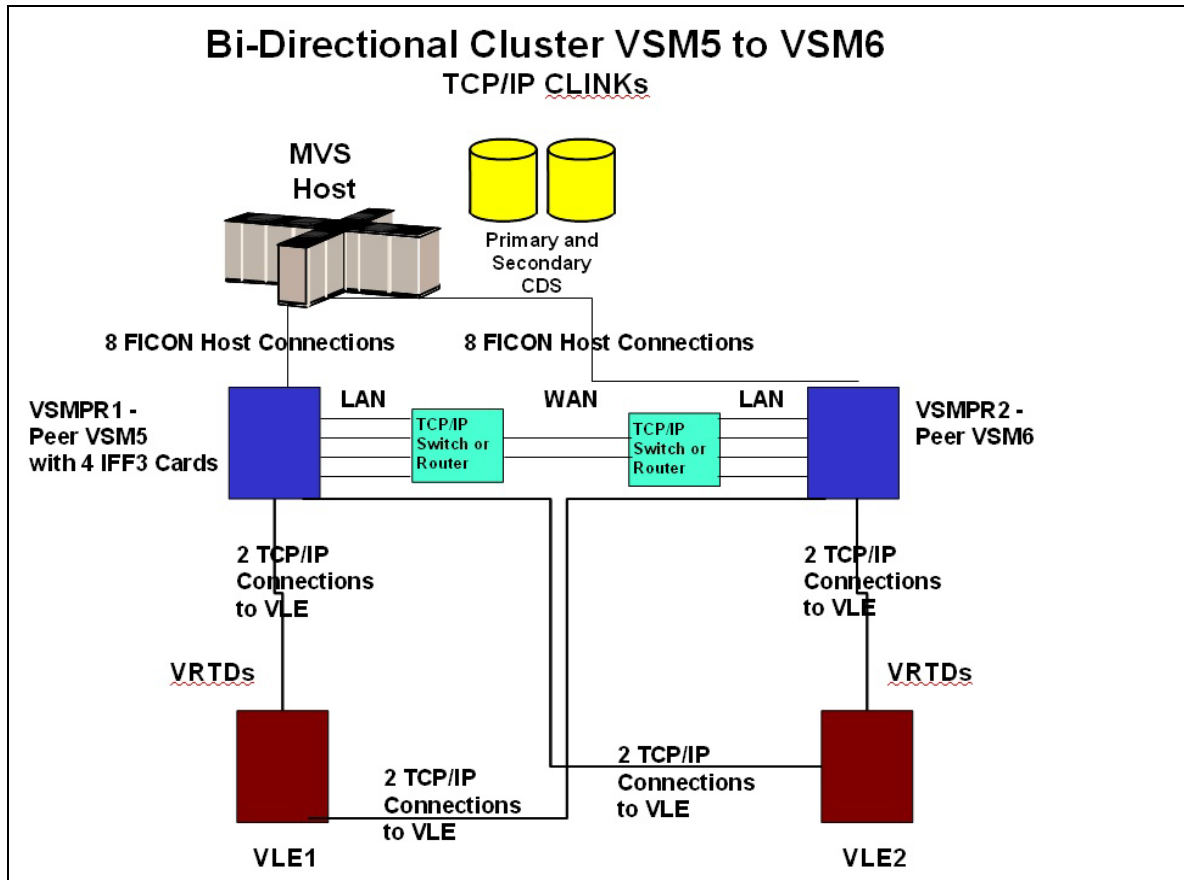 Bi-Directional Cluster VSM5 to VSM6
TCP/IP CLINKs
MVS
Host
Primary and
Secondary
CDS
8 FICON Host Connections
8 FICON Host Connections
VSMPR1 -
Peer VSM5
with 4 IFF3 Cards
LAN
TCP/IP
Switch or
Router
WAN
TCP/IP
Switch or
Router
LAN
VSMPR2 -
Peer VSM6
2 TCP/IP
Connections
to VLE
2 TCP/IP
Connections
to VLE
VRTDs
VRTDs
2 TCP/IP
Connections
to VLE
2 TCP/IP
Connections
to VLE
VLE1
VLE2